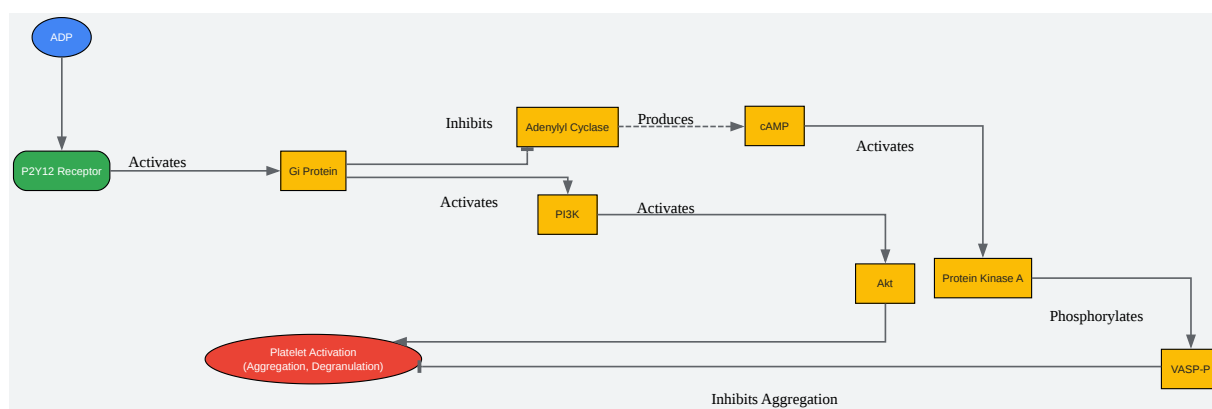 ADP
P2Y12 Receptor
Activates
Gi Protein
Inhibits
Adenylyl Cyclase
Produces
cAMP
Activates
Activates
PI3K
Activates
Akt
Protein Kinase A
Phosphorylates
Platelet Activation
(Aggregation, Degranulation)
VASP-P
Inhibits Aggregation